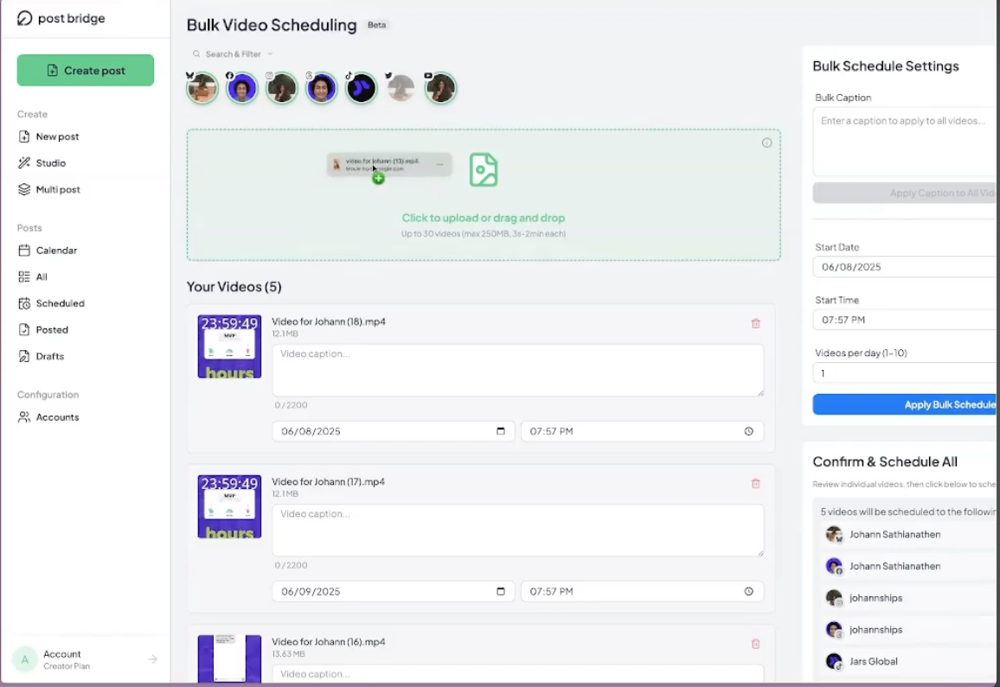 post bridge
Create post
Create
New post
Studio
Multi post
Posts
Calendar
All
Scheduled
Posted
Drafts
Configuration
Accounts
A
Account
Creator Plan
Bulk Video Scheduling
Beta
Search & Filter
video for johann (13).mp4
Click to upload or drag and drop
Up to 30 videos (max 250MB, 3s-2min each)
Your Videos (5)
23:59:49
MVP
hours
Video for Johann (18).mp4
12.1 MB
Video caption...
0 / 2200
06/08/2025
07:57 PM
23:59:49
MVP
hours
Video for Johann (17).mp4
12.1 MB
Video caption...
0 / 2200
06/09/2025
07:57 PM
Video for Johann (16).mp4
13.63 MB
Video caption...
Bulk Schedule Settings
Bulk Caption
Enter a caption to apply to all videos...
Apply Caption to All Vide
Start Date
06/08/2025
Start Time
07:57 PM
Videos per day (1-10)
1
Apply Bulk Schedule
Confirm & Schedule All
Review individual videos, then click below to sche
5 videos will be scheduled to the followin
Johann Sathianathen
Johann Sathianathen
johannships
johannships
Jars Global